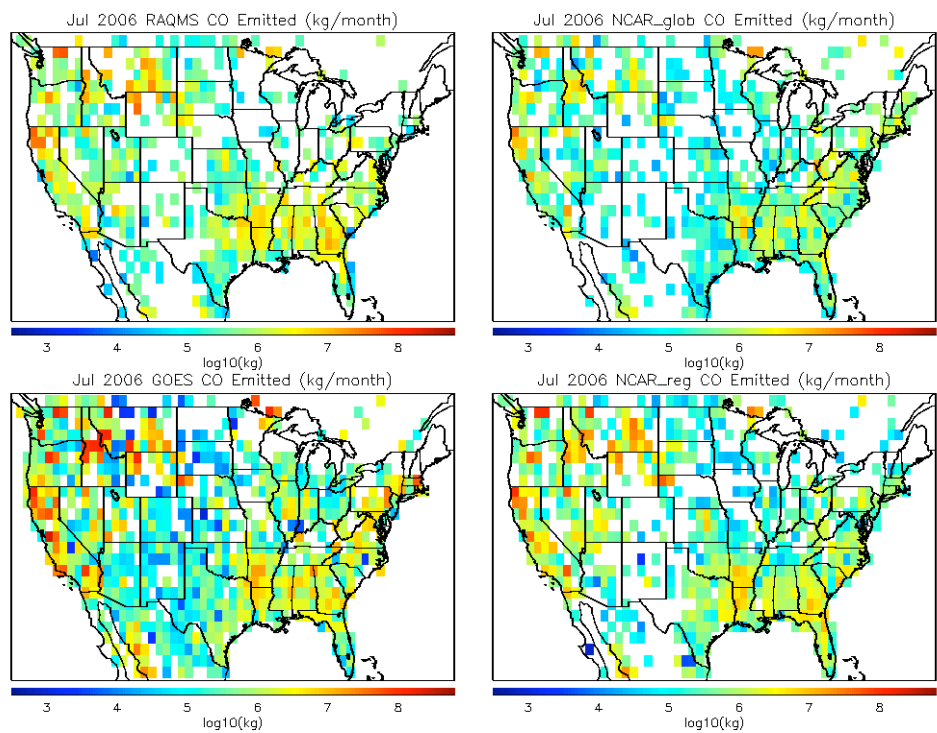 Jul 2006 RAQMS CO Emitted (kg/month)
3 4 5 6 7 8
log10(kg)
Jul 2006 NCAR_glob CO Emitted (kg/month)
3 4 5 6 7 8
log10(kg)
Jul 2006 GOES CO Emitted (kg/month)
3 4 5 6 7 8
log10(kg)
Jul 2006 NCAR_reg CO Emitted (kg/month)
3 4 5 6 7 8
log10(kg)